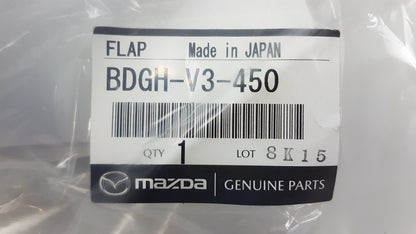 FLAP Made in JAPAN
BDGH-V3-450
QTY 1 LOT 8K15
mazda GENUINE PARTS